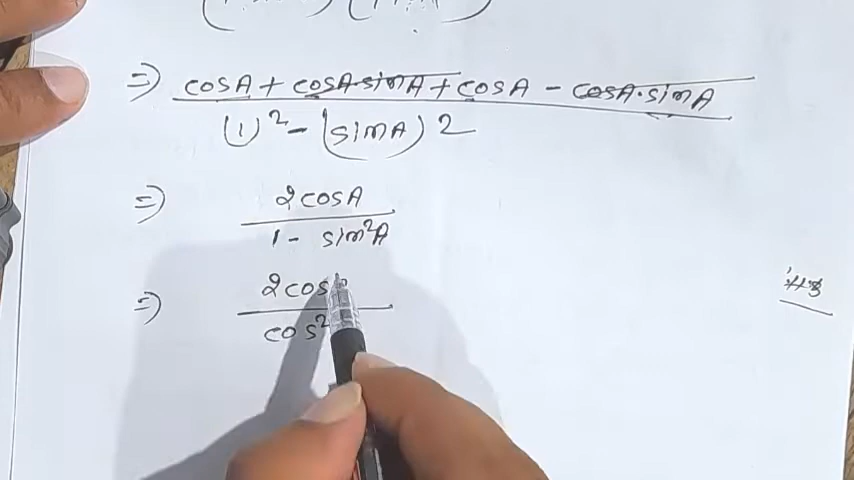 => cosA + cosA.sinA + cosA - cosA.sinA
(1)² - (sinA) 2
=> 2cosA
1 - sin²A
=> 2cos
cos²